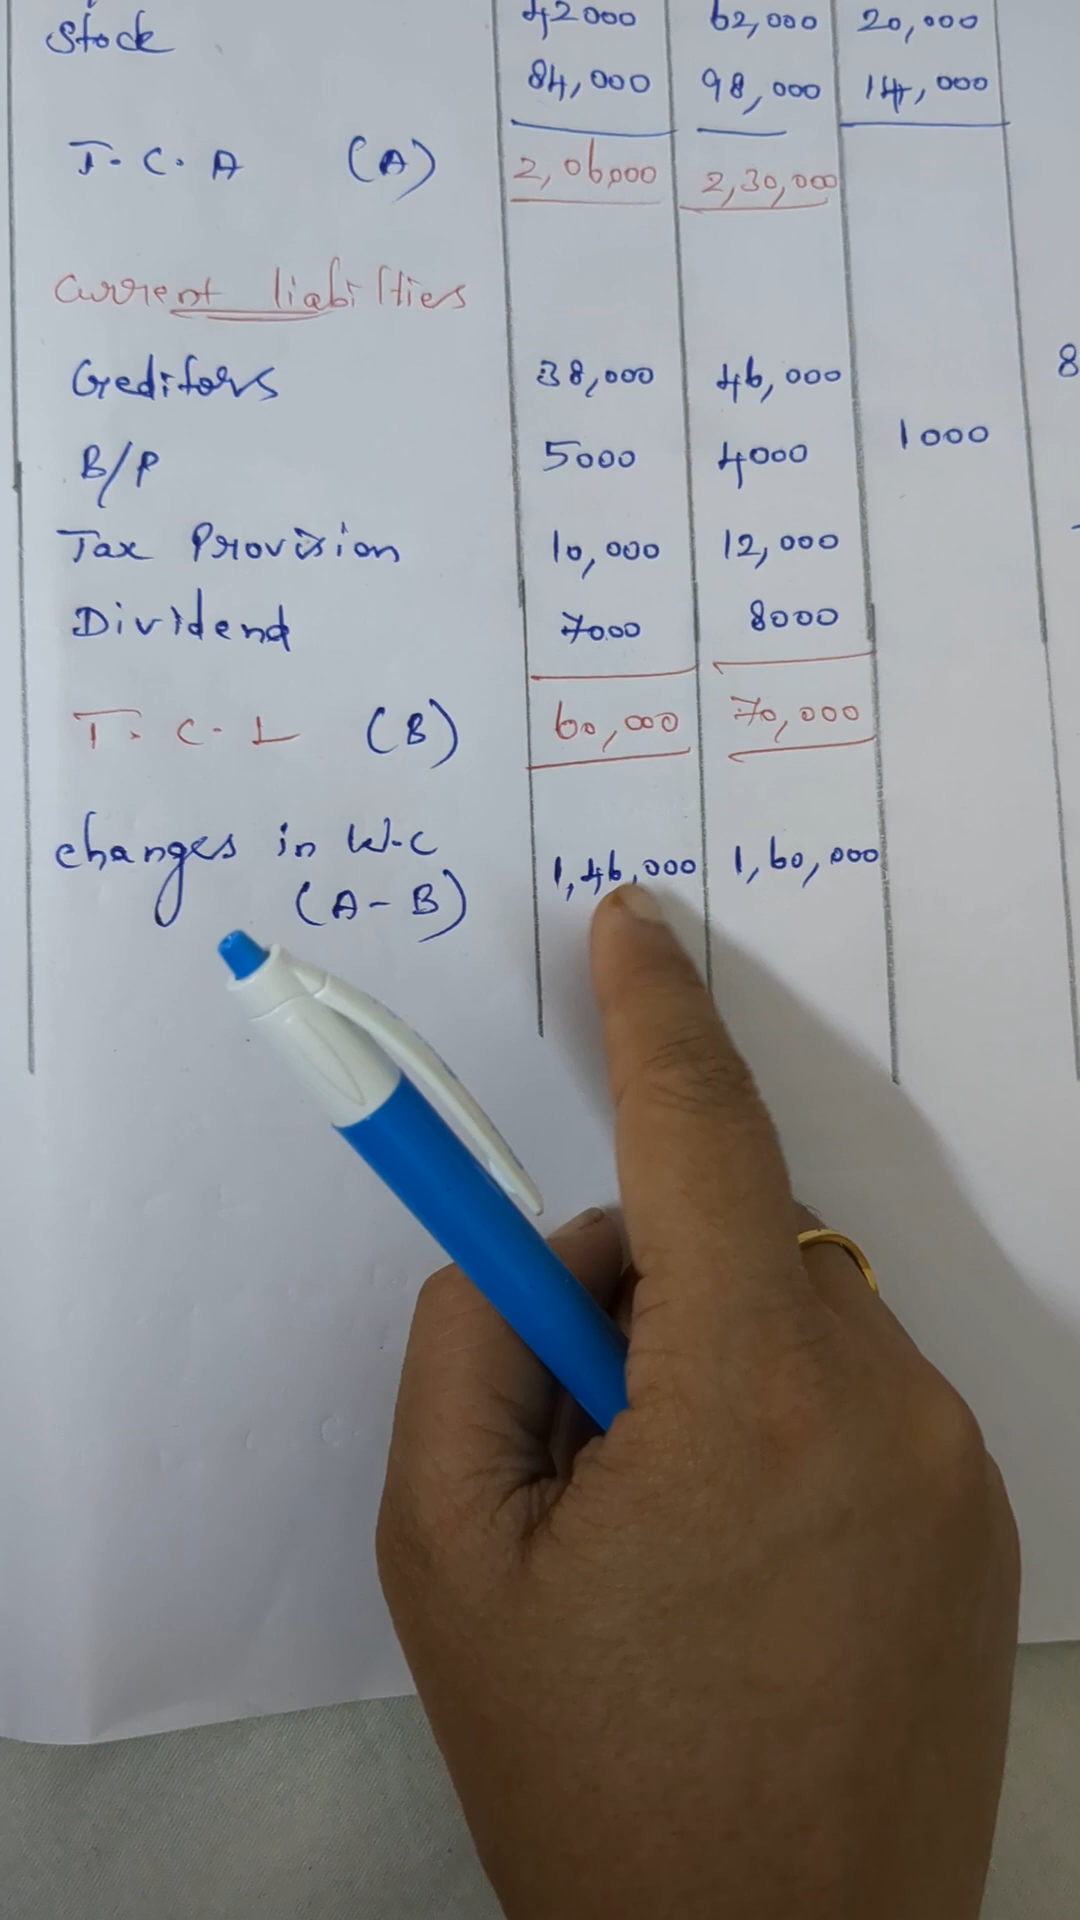 42000 62,000 20,000
Stock 84,000 98,000 14,000
T. C. A (A) 2,06,000 2,30,000
Current liabilities
Creditors 38,000 46,000 8
B/P 5000 4000 1000
Tax Provision 10,000 12,000
Dividend 7000 8000
T. C. L (B) 60,000 70,000
changes in W.C
(A-B) 1,46,000 1,60,000